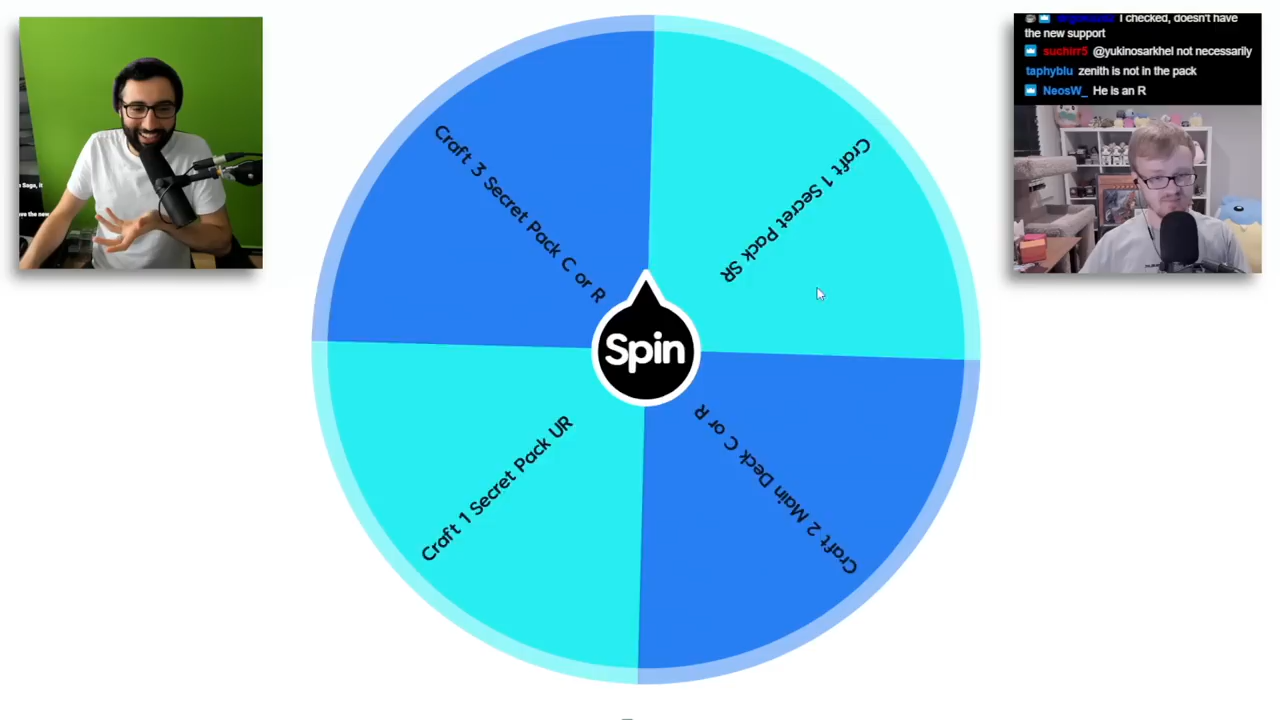 I checked, doesn't have
the new support
suchirr5 @yukinosarkhel not necessarily
taphyblu zenith is not in the pack
NeosW_ He is an R
Craft 3 Secret Pack C or R
Craft 1 Secret Pack SR
Spin
Craft 1 Secret Pack UR
Craft 2 Main Deck C or R